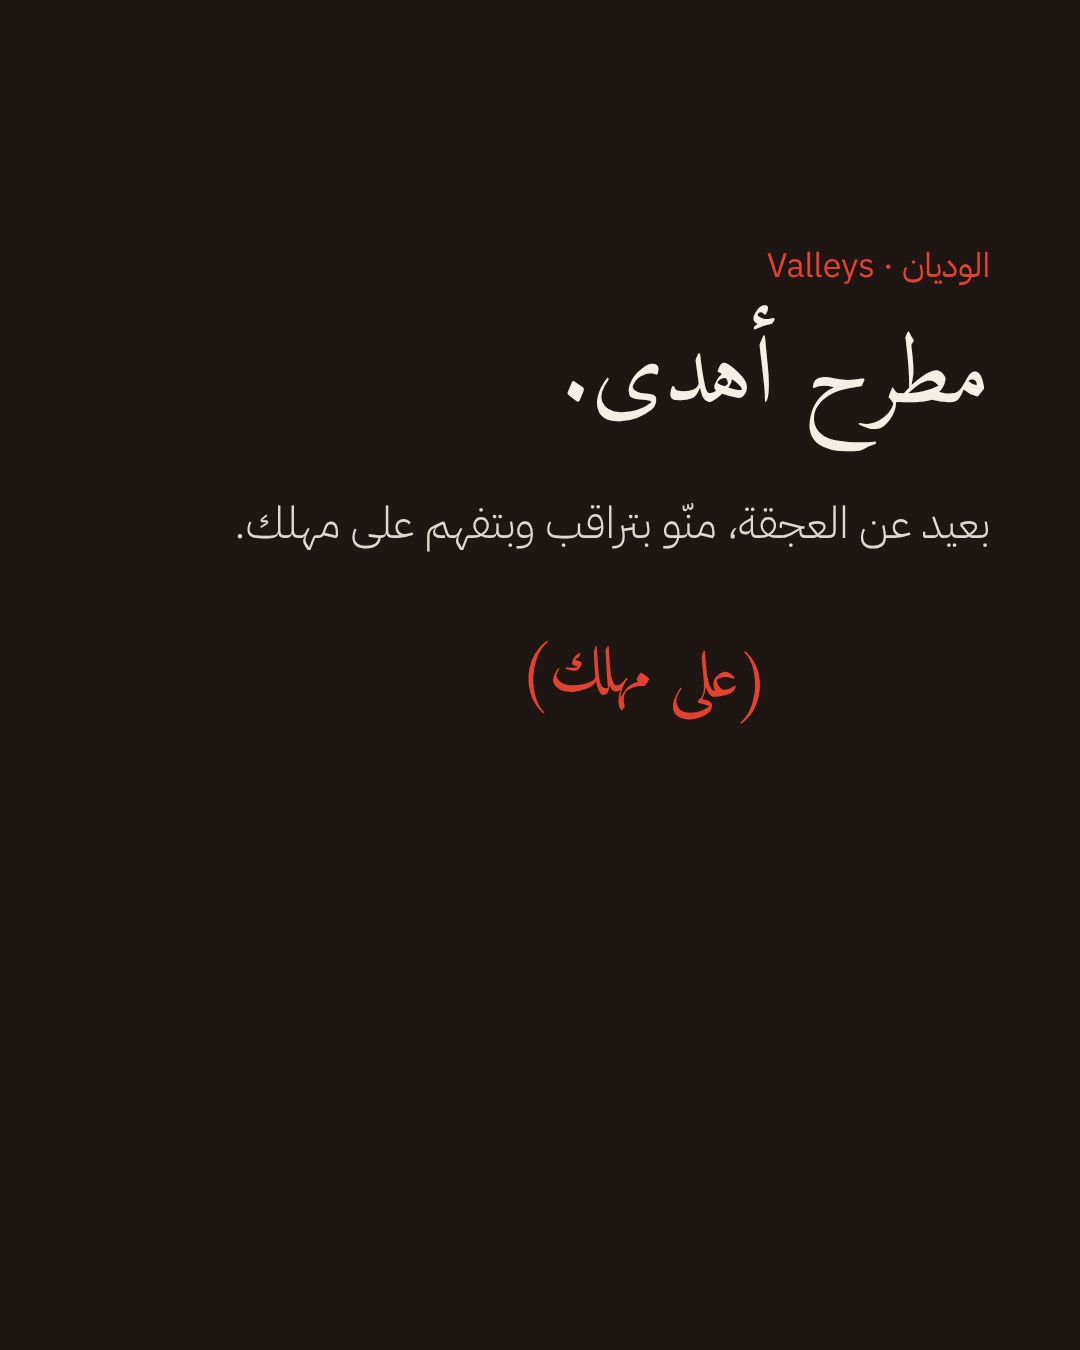 الوديان · Valleys
مطرح أهدى.
بعيد عن العجقة، منّو بتراقب وبتفهم على مهلك.
(على مهلك)